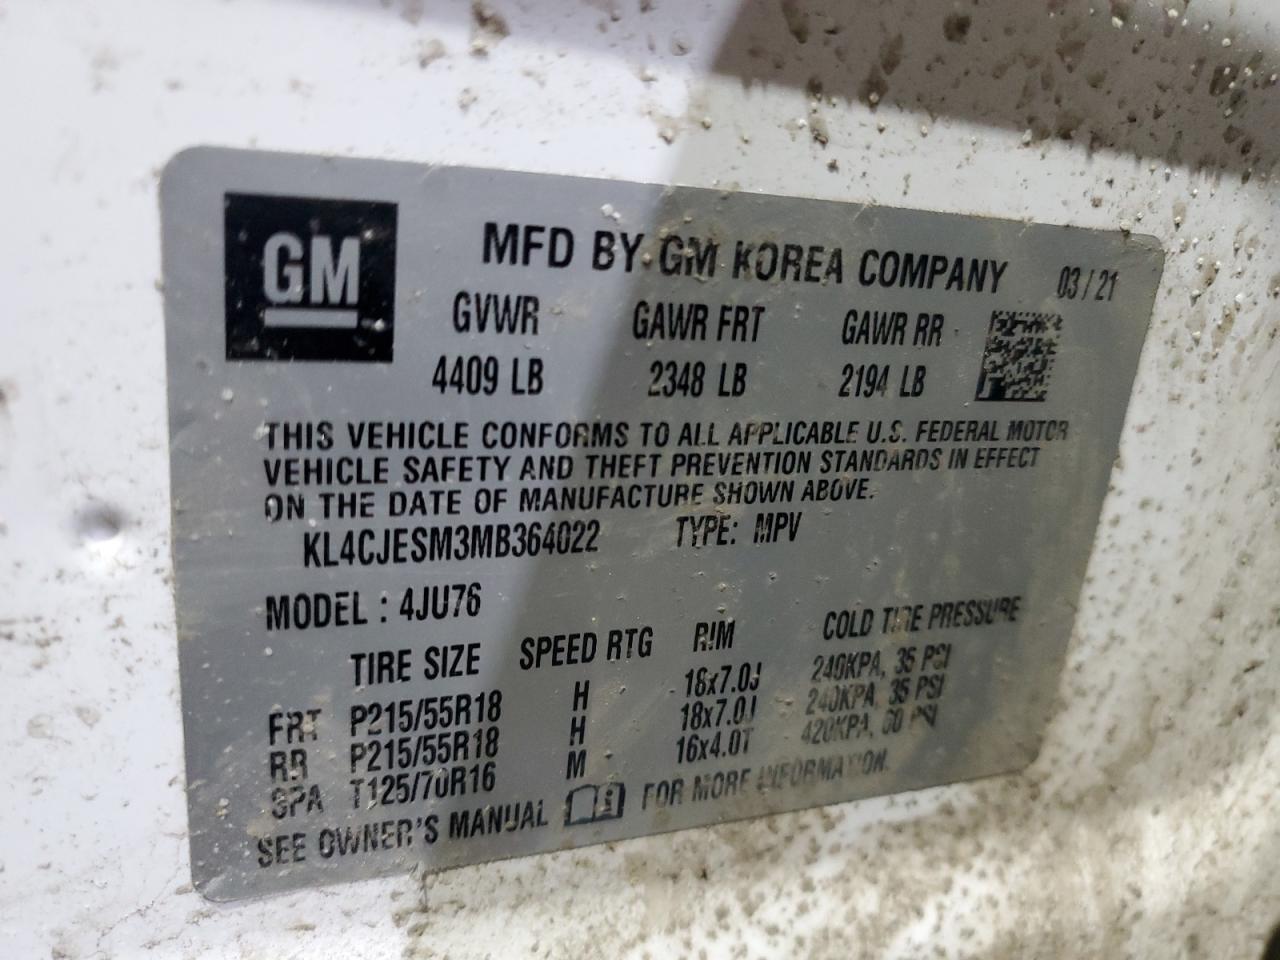 GM
MFD BY GM KOREA COMPANY 03/21
GVWR GAWR FRT GAWR RR
4409 LB 2348 LB 2194 LB
THIS VEHICLE CONFORMS TO ALL APPLICABLE U.S. FEDERAL MOTOR
VEHICLE SAFETY AND THEFT PREVENTION STANDARDS IN EFFECT
ON THE DATE OF MANUFACTURE SHOWN ABOVE.
KL4CJESM3MB364022 TYPE: MPV
MODEL : 4JU76
TIRE SIZE SPEED RTG RIM COLD TIRE PRESSURE
FRT P215/55R18 H 18x7.0J 240KPA, 35 PSI
RR P215/55R18 H 18x7.0J 240KPA, 35 PSI
SPA T125/70R16 M 16x4.0T 420KPA, 60 PSI
SEE OWNER'S MANUAL FOR MORE INFORMATION.